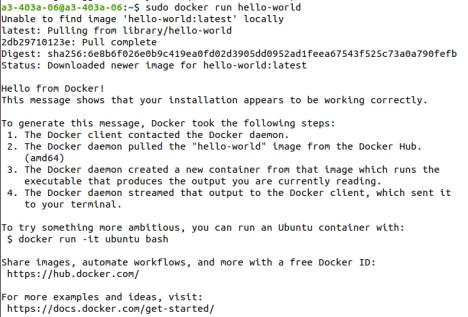 a3-403a-06@a3-403a-06:~$ sudo docker run hello-world
Unable to find image 'hello-world:latest' locally
latest: Pulling from library/hello-world
2db29710123e: Pull complete
Digest: sha256:6e8b6f026e0b9c419ea0fd02d3905dd0952ad1feea67543f525c73a0a790fefb
Status: Downloaded newer image for hello-world:latest
Hello from Docker!
This message shows that your installation appears to be working correctly.
To generate this message, Docker took the following steps:
1. The Docker client contacted the Docker daemon.
2. The Docker daemon pulled the "hello-world" image from the Docker Hub.
(amd64)
3. The Docker daemon created a new container from that image which runs the
executable that produces the output you are currently reading.
4. The Docker daemon streamed that output to the Docker client, which sent it
to your terminal.
To try something more ambitious, you can run an Ubuntu container with:
$ docker run -it ubuntu bash
Share images, automate workflows, and more with a free Docker ID:
https://hub.docker.com/
For more examples and ideas, visit:
https://docs.docker.com/get-started/